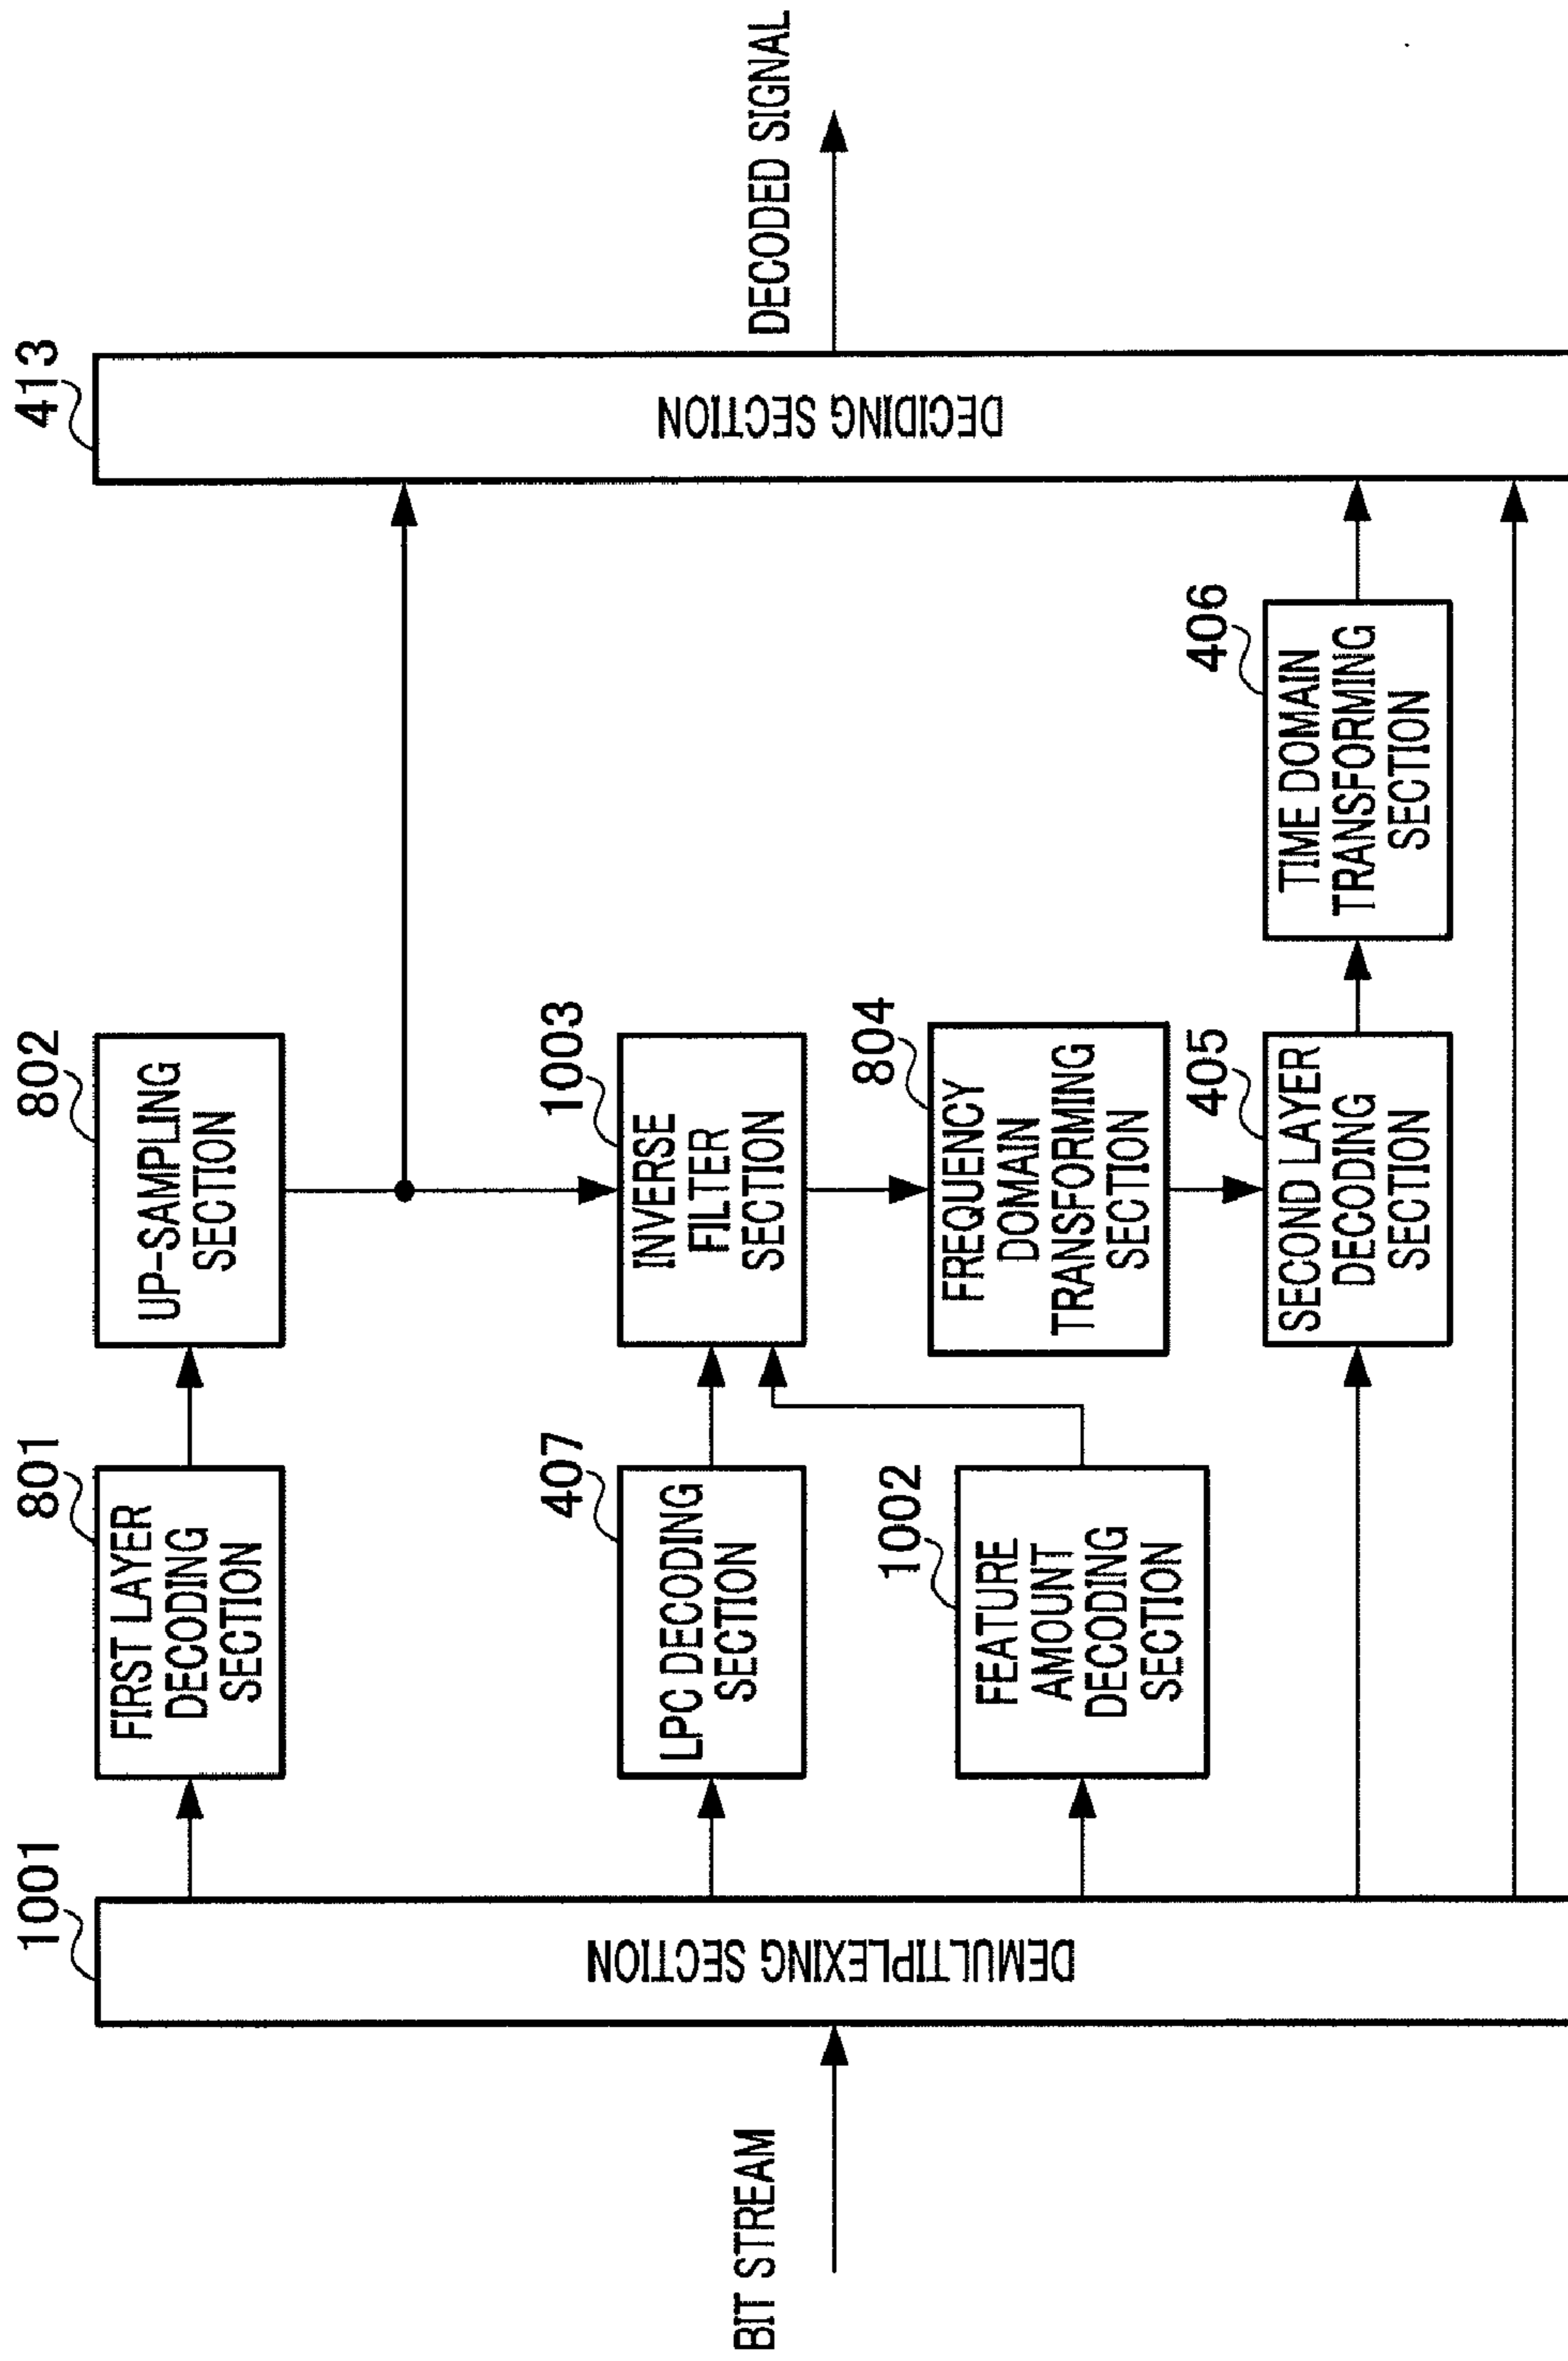 1001
801
802
413
FIRST LAYER
DECODING
SECTION
UP-SAMPLING
SECTION
BIT STREAM
DEMULTIPLEXING SECTION
407
LPC DECODING
SECTION
1003
INVERSE
FILTER
SECTION
DECIDING SECTION
DECODED SIGNAL
1002
FEATURE
AMOUNT
DECODING
SECTION
804
FREQUENCY
DOMAIN
TRANSFORMING
SECTION
405
SECOND LAYER
DECODING
SECTION
406
TIME DOMAIN
TRANSFORMING
SECTION